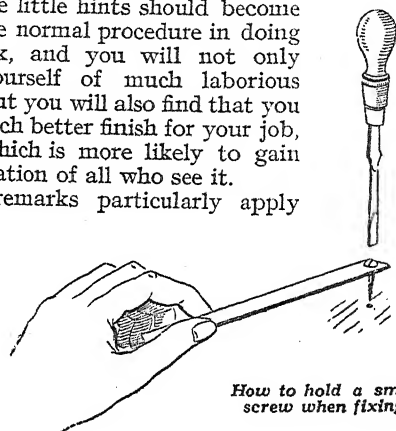 e little hints should become
e normal procedure in doing
k, and you will not only
ourself of much laborious
ut you will also find that you
ch better finish for your job,
hich is more likely to gain
ation of all who see it.
remarks particularly apply
How to hold a sm
screw when fixing